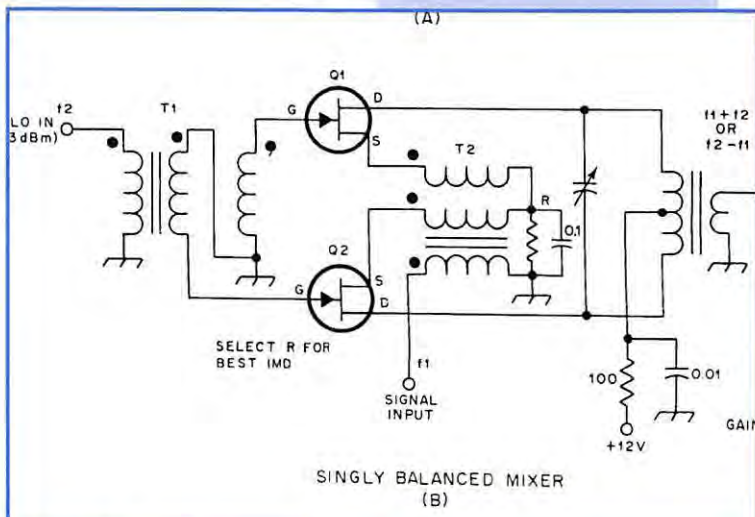 (A)
Q1
f2
LO IN
3dBm)
T1
G
D
S
T2
f1+f2
OR
f2-f1
R
0.1
Q2
S
G
D
SELECT R FOR
BEST IMD
f1
SIGNAL
INPUT
100
0.01
+12V
GAIN
SINGLY BALANCED MIXER
(B)